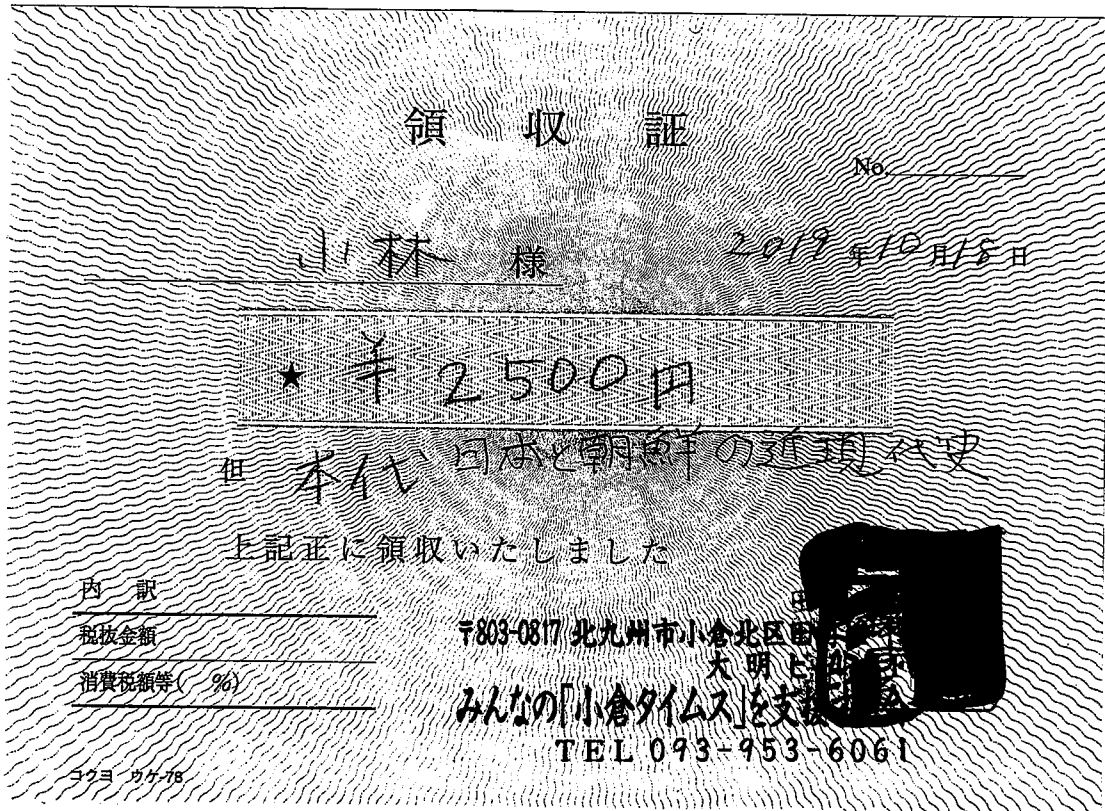 領収証
No.
小林 様
2019年10月18日
★ ¥2500円
但 本代 日本と朝鮮の近現代史
上記正に領収いたしました
内訳
税抜金額
消費税額等( %)
〒803-0817 北九州市小倉北区田
大明ビル
みんなの「小倉タイムス」を支援
TEL 093-953-6061
コクヨ ウケ-78